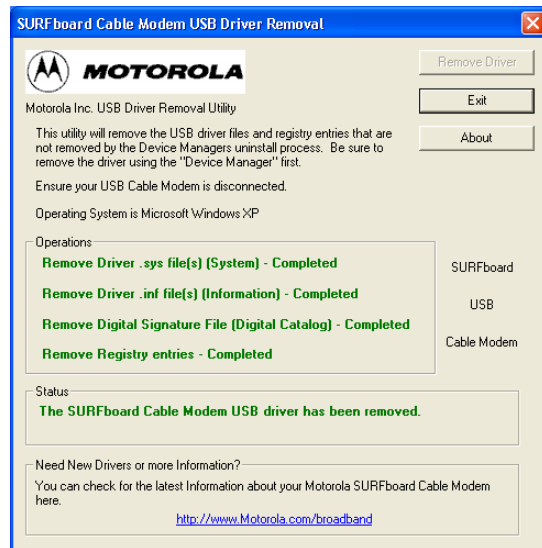 SURFboard Cable Modem USB Driver Removal
MOTOROLA
Remove Driver
Exit
About
Motorola Inc. USB Driver Removal Utility
This utility will remove the USB driver files and registry entries that are
not removed by the Device Managers uninstall process. Be sure to
remove the driver using the "Device Manager" first.
Ensure your USB Cable Modem is disconnected.
Operating System is Microsoft Windows XP
Operations
Remove Driver .sys file(s) (System) - Completed
Remove Driver .inf file(s) (Information) - Completed
Remove Digital Signature File (Digital Catalog) - Completed
Remove Registry entries - Completed
SURFboard
USB
Cable Modem
Status
The SURFboard Cable Modem USB driver has been removed.
Need New Drivers or more Information?
You can check for the latest Information about your Motorola SURFboard Cable Modem
here.
http://www.Motorola.com/broadband